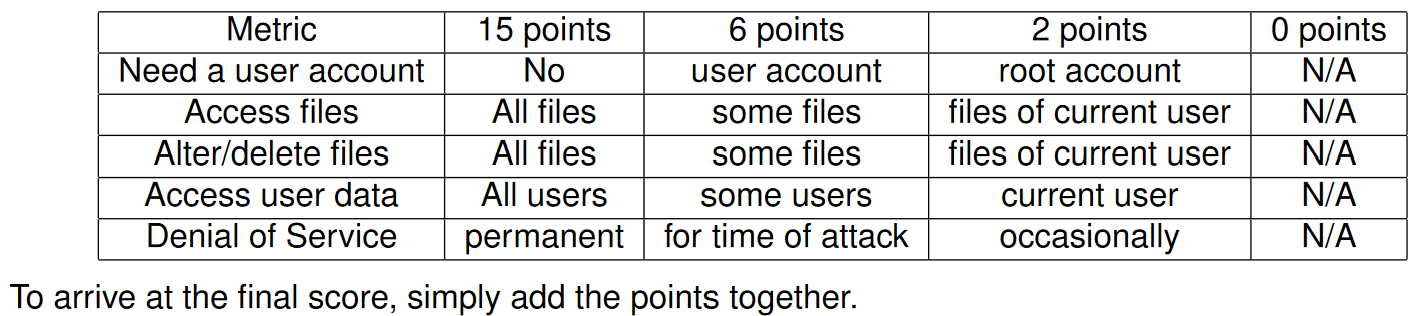 Metric 15 points 6 points 2 points 0 points
Need a user account No user account root account N/A
Access files All files some files files of current user N/A
Alter/delete files All files some files files of current user N/A
Access user data All users some users current user N/A
Denial of Service permanent for time of attack occasionally N/A
To arrive at the final score, simply add the points together.